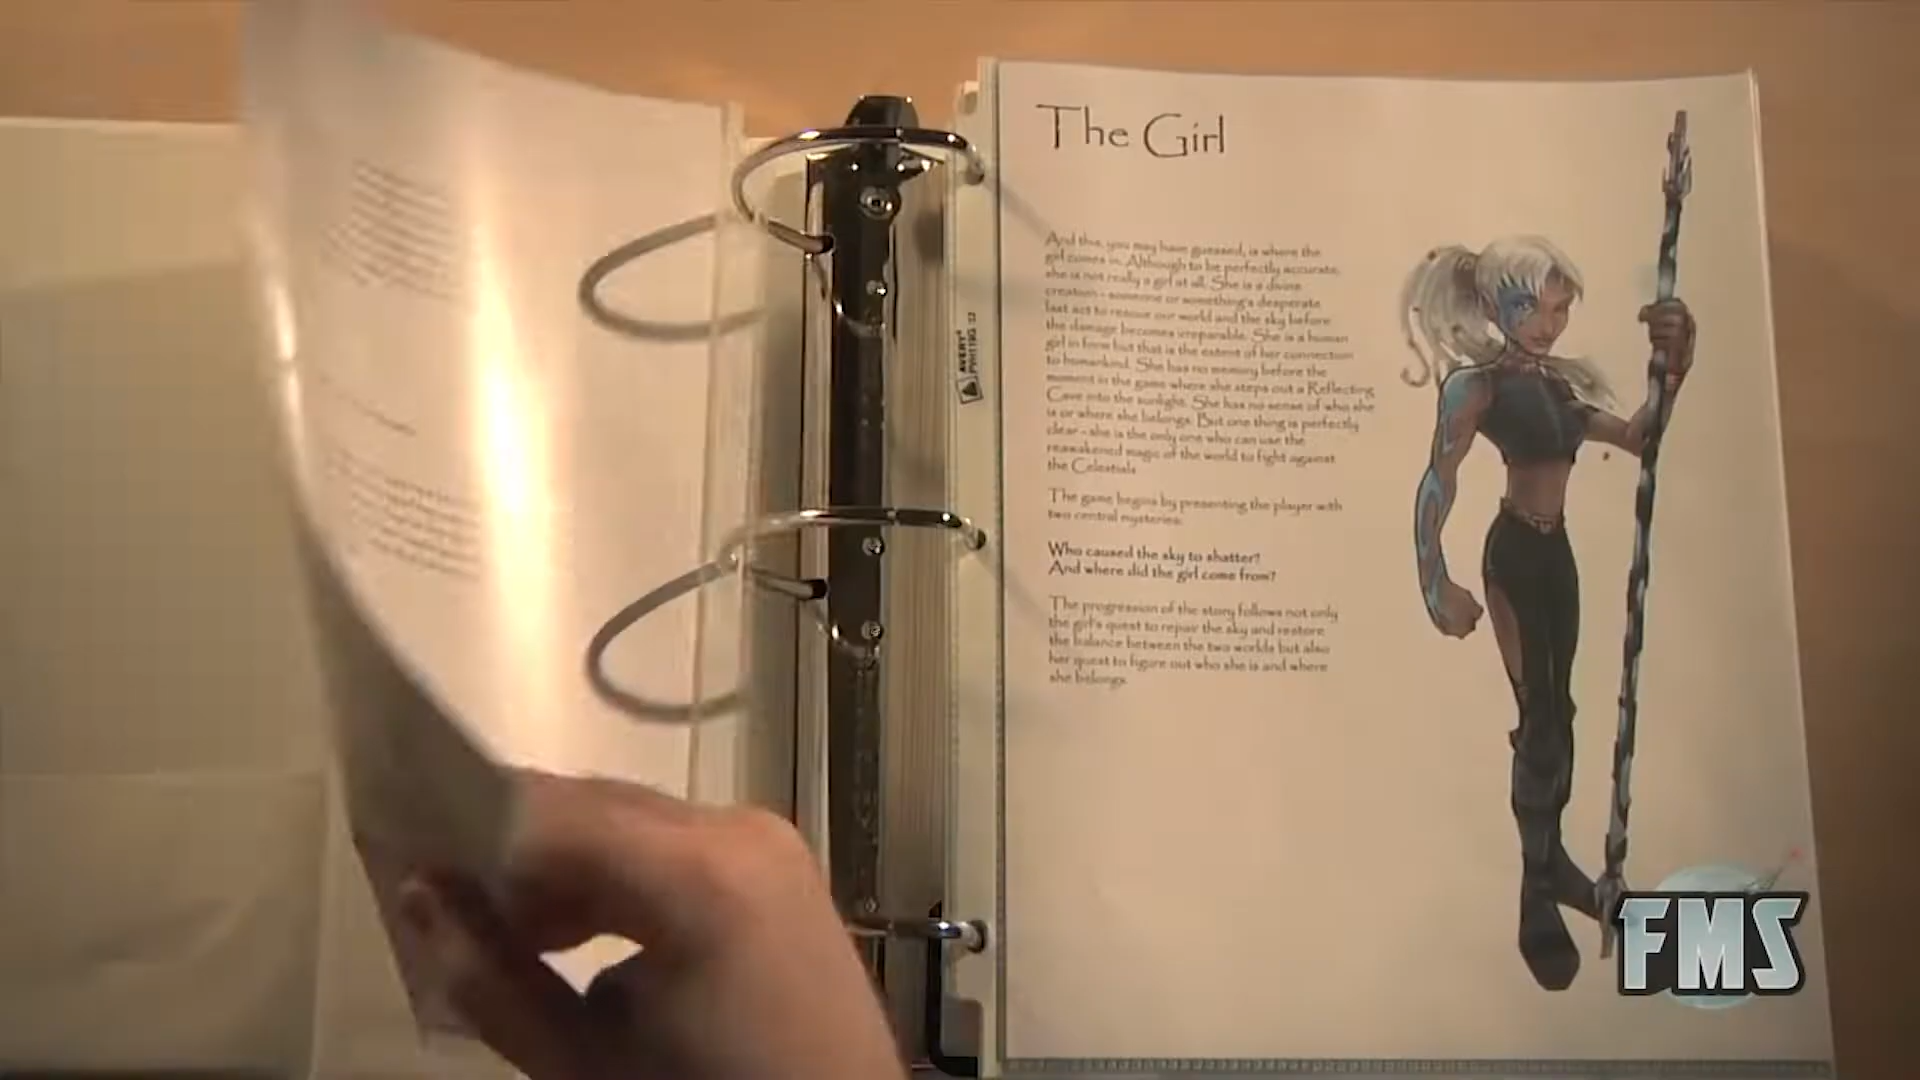 The Girl
And this, you may have guessed, is where the
girl comes in. Although to be perfectly accurate,
she is not really a girl at all. She is a divine
creation - someone or something's desperate
last act to rescue our world and the sky before
the damage becomes irreparable. She is a human
girl in form but that is the extent of her connection
to humankind. She has no memory before the
moment in the game where she steps out a Reflecting
Cave into the sunlight. She has no sense of who she
is or where she belongs. But one thing is perfectly
clear - she is the only one who can use the
reawakened magic of the world to fight against
the Celestials
The game begins by presenting the player with
two central mysteries:
Who caused the sky to shatter?
And where did the girl come from?
The progression of the story follows not only
the girl's quest to repair the sky and restore
the balance between the two worlds but also
her quest to figure out who she is and where
she belongs.
AVERY
FMS